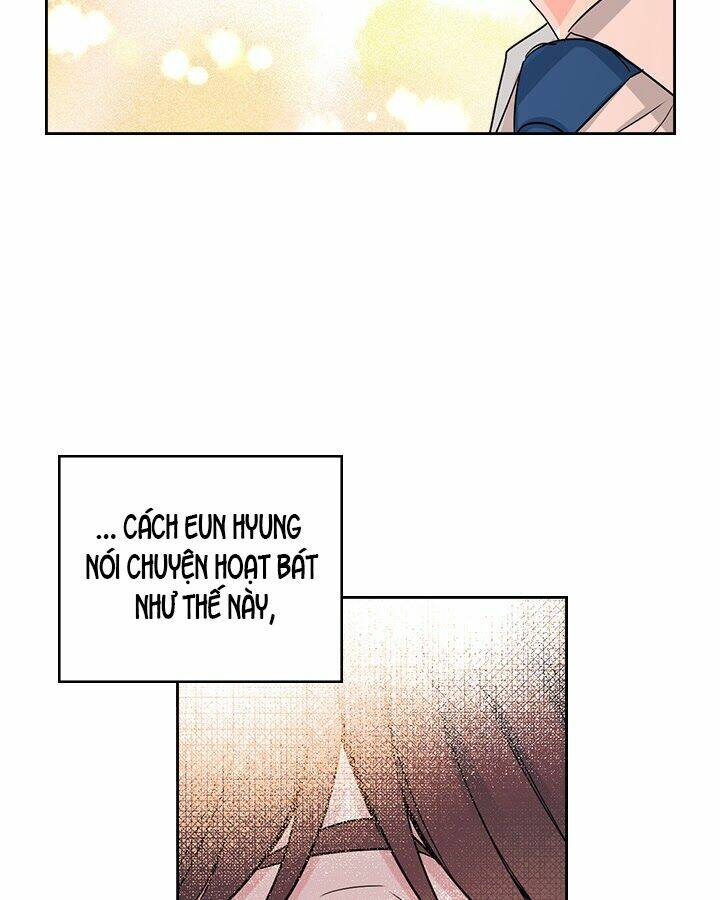 ... CÁCH EUN HYUNG
NÓI CHUYỆN HOẠT BÁT
NHƯ THẾ NÀY,